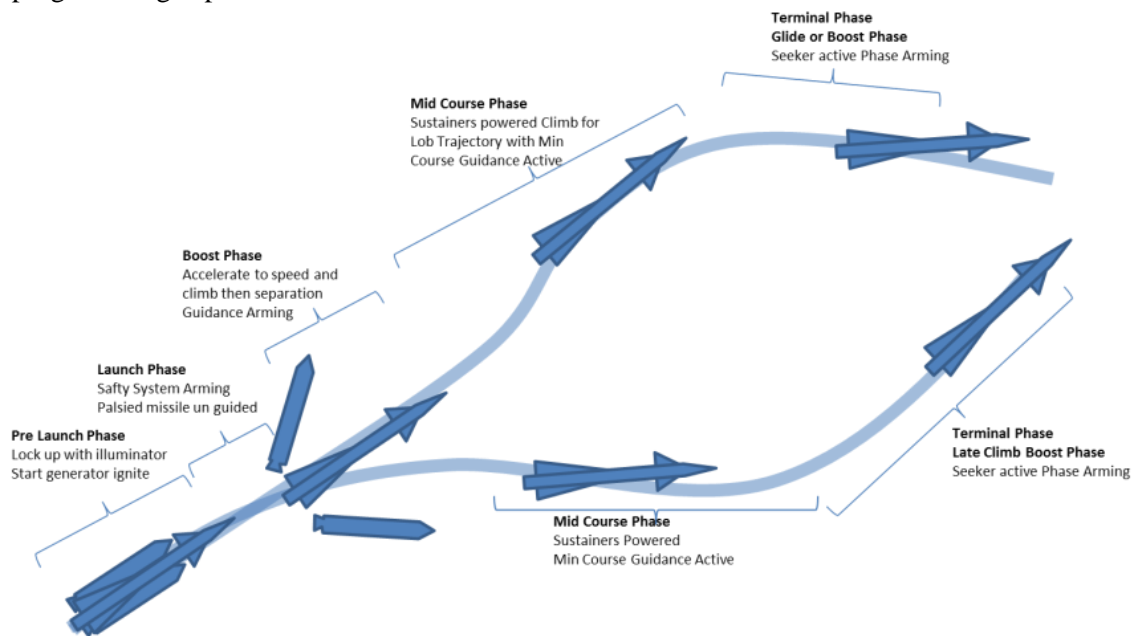 Terminal Phase
Glide or Boost Phase
Seeker active Phase Arming
Mid Course Phase
Sustainers powered Climb for
Lob Trajectory with Min
Course Guidance Active
Boost Phase
Accelerate to speed and
climb then separation
Guidance Arming
Launch Phase
Safty System Arming
Palsied missile un guided
Pre Launch Phase
Lock up with illuminator
Start generator ignite
Terminal Phase
Late Climb Boost Phase
Seeker active Phase Arming
Mid Course Phase
Sustainers Powered
Min Course Guidance Active